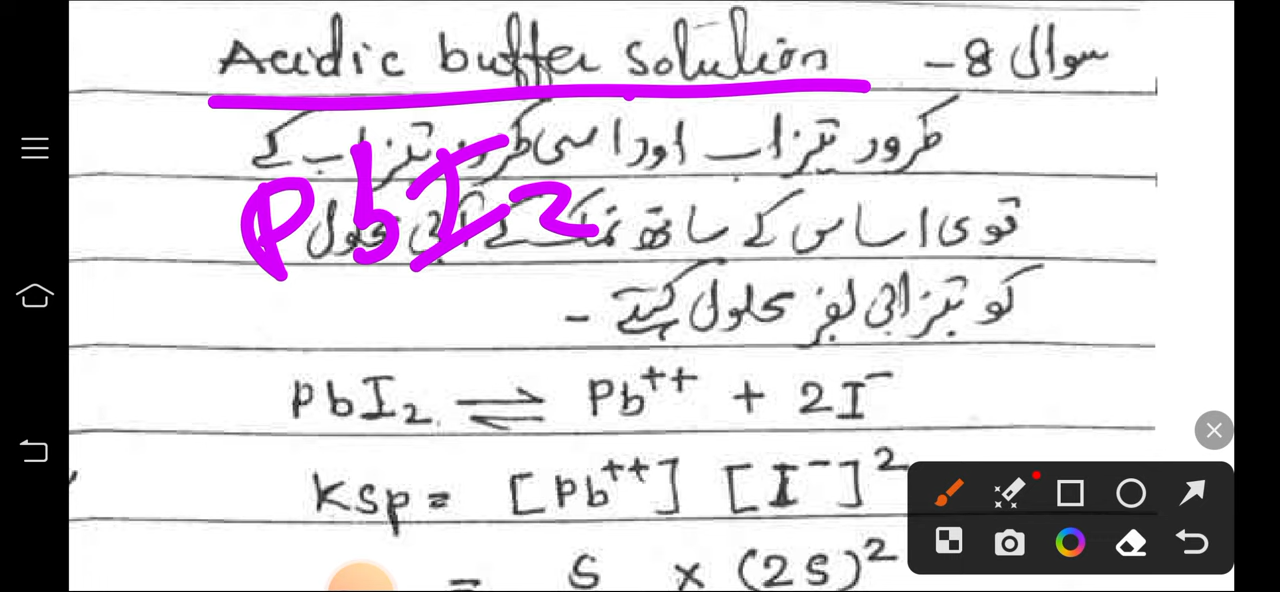 سوال 8- Acidic buffer solution
کمزور تیزاب اور اسی کمزور تیزاب کے
PbI2
قوی اساس کے ساتھ نمک کے آبی محلول
کو تیزابی بفر محلول کہتے -
PbI₂ ⇌ Pb⁺⁺ + 2I⁻
Ksp = [Pb⁺⁺] [I⁻]²
= S × (2S)²